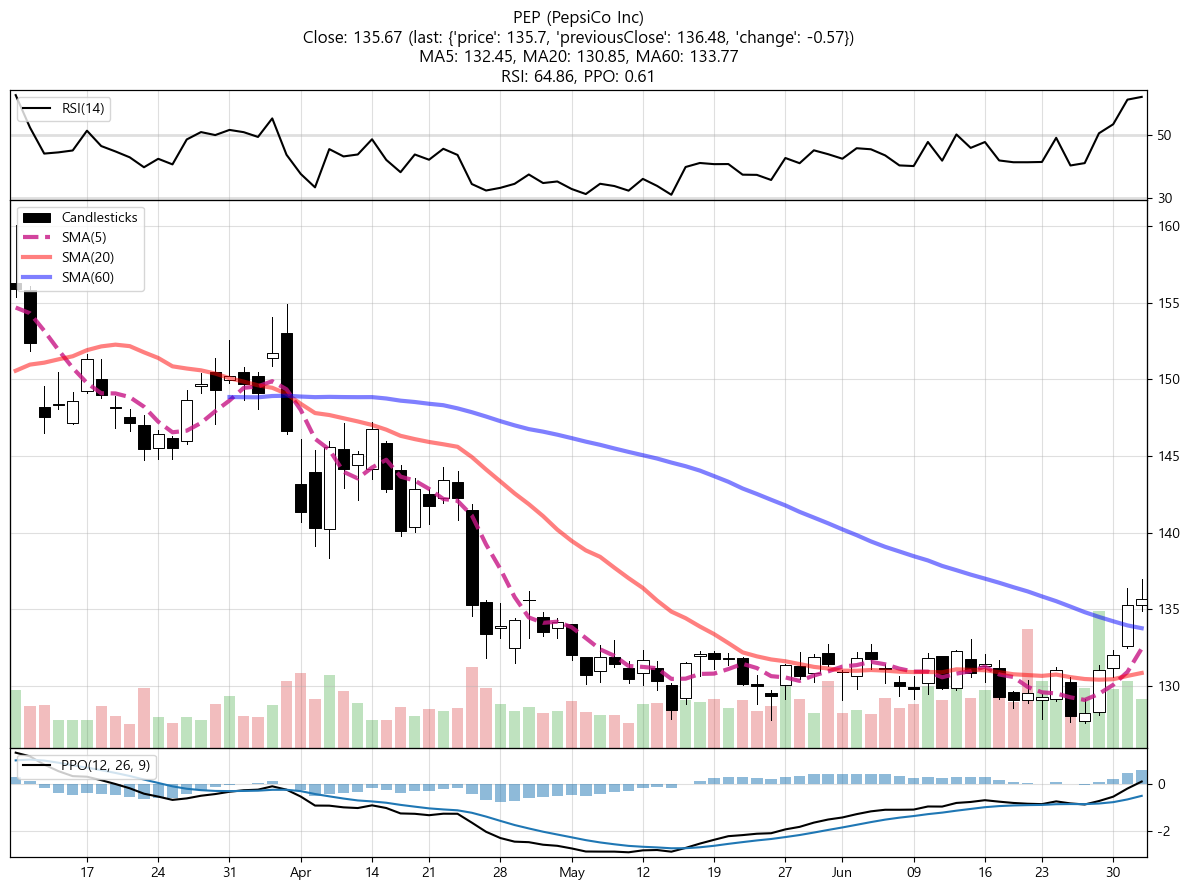 PEP (PepsiCo Inc)
Close: 135.67 (last: {'price': 135.7, 'previousClose': 136.48, 'change': -0.57})
MA5: 132.45, MA20: 130.85, MA60: 133.77
RSI: 64.86, PPO: 0.61
RSI(14)
50
30
Candlesticks
SMA(5)
SMA(20)
SMA(60)
160
155
150
145
140
135
130
PPO(12, 26, 9)
0
-2
17 24 31 Apr 14 21 28 May 12 19 27 Jun 09 16 23 30